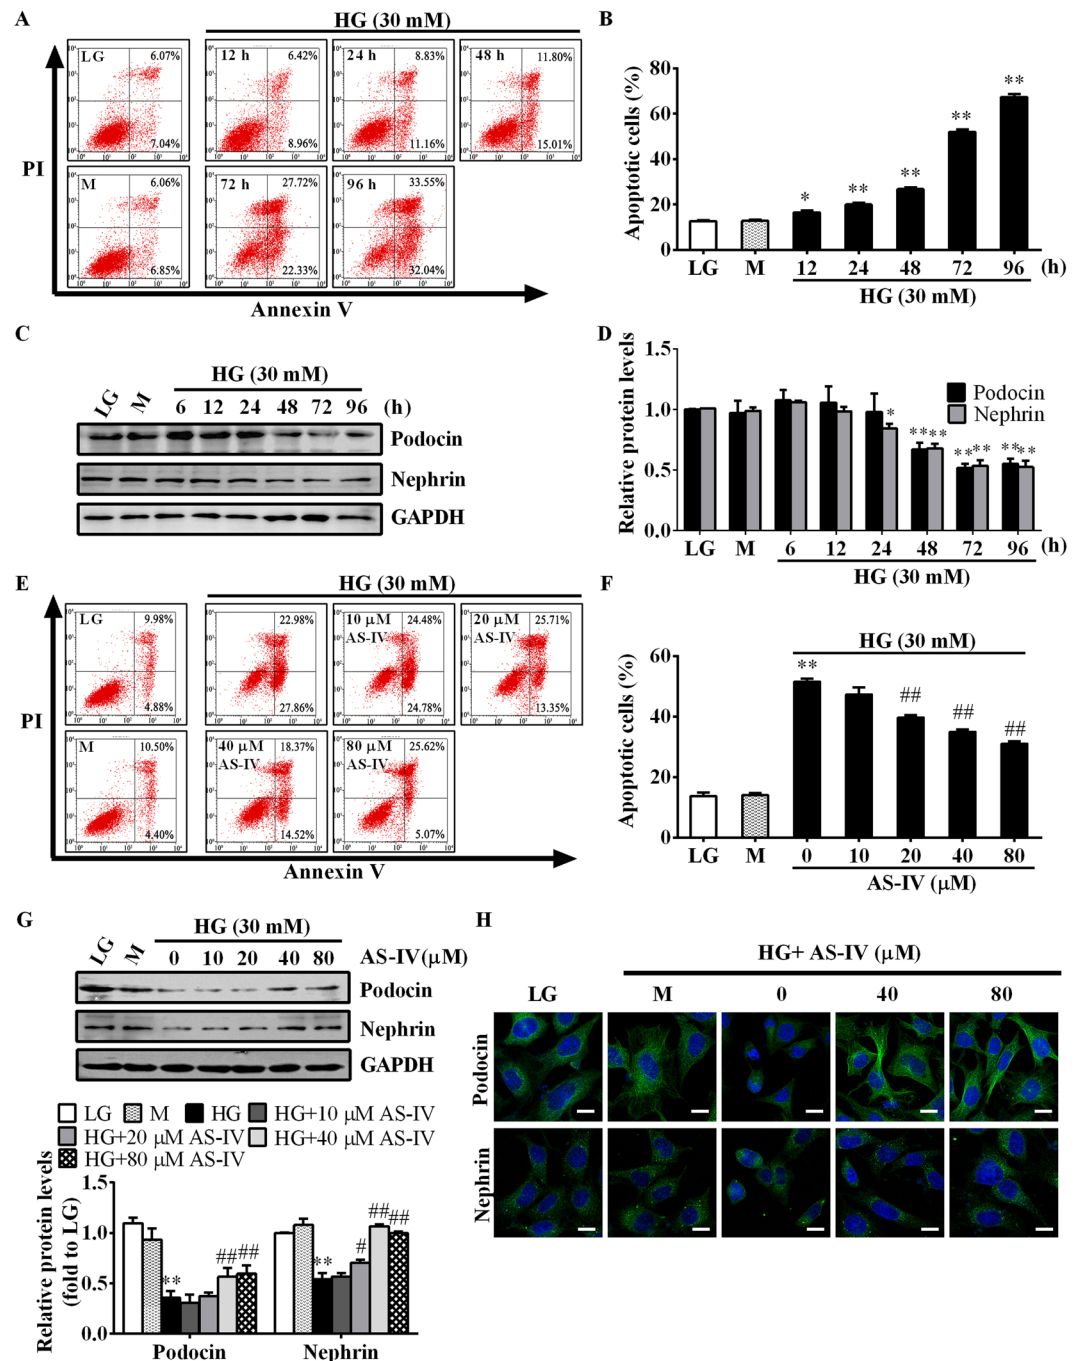 A
HG (30 mM)
LG 6.07% 7.04%
12 h 6.42% 8.96%
24 h 8.83% 11.16%
48 h 11.80% 15.01%
M 6.06% 6.85%
72 h 27.72% 22.33%
96 h 33.55% 32.04%
PI
Annexin V
B
Apoptotic cells (%)
80
60
40
20
0
* ** ** ** **
LG M 12 24 48 72 96 (h)
HG (30 mM)
C
HG (30 mM)
LG M 6 12 24 48 72 96 (h)
Podocin
Nephrin
GAPDH
D
Relative protein levels
1.5
1.0
0.5
0.0
Podocin
Nephrin
* ** ** ** ** ** **
LG M 6 12 24 48 72 96 (h)
HG (30 mM)
E
HG (30 mM)
LG 9.98% 4.88%
22.98% 27.86%
10 μM AS-IV 24.48% 24.78%
20 μM AS-IV 25.71% 13.35%
M 10.50% 4.40%
40 μM AS-IV 18.37% 14.52%
80 μM AS-IV 25.62% 5.07%
PI
Annexin V
F
HG (30 mM)
Apoptotic cells (%)
60
40
20
0
** ## ## ##
LG M 0 10 20 40 80
AS-IV (μM)
G
HG (30 mM)
LG M 0 10 20 40 80 AS-IV(μM)
Podocin
Nephrin
GAPDH
LG M HG HG+10 μM AS-IV
HG+20 μM AS-IV HG+40 μM AS-IV
HG+80 μM AS-IV
Relative protein levels
(fold to LG)
1.5
1.0
0.5
0.0
** ## ## ** # ## ##
Podocin Nephrin
H
HG+ AS-IV (μM)
LG M 0 40 80
Podocin
Nephrin